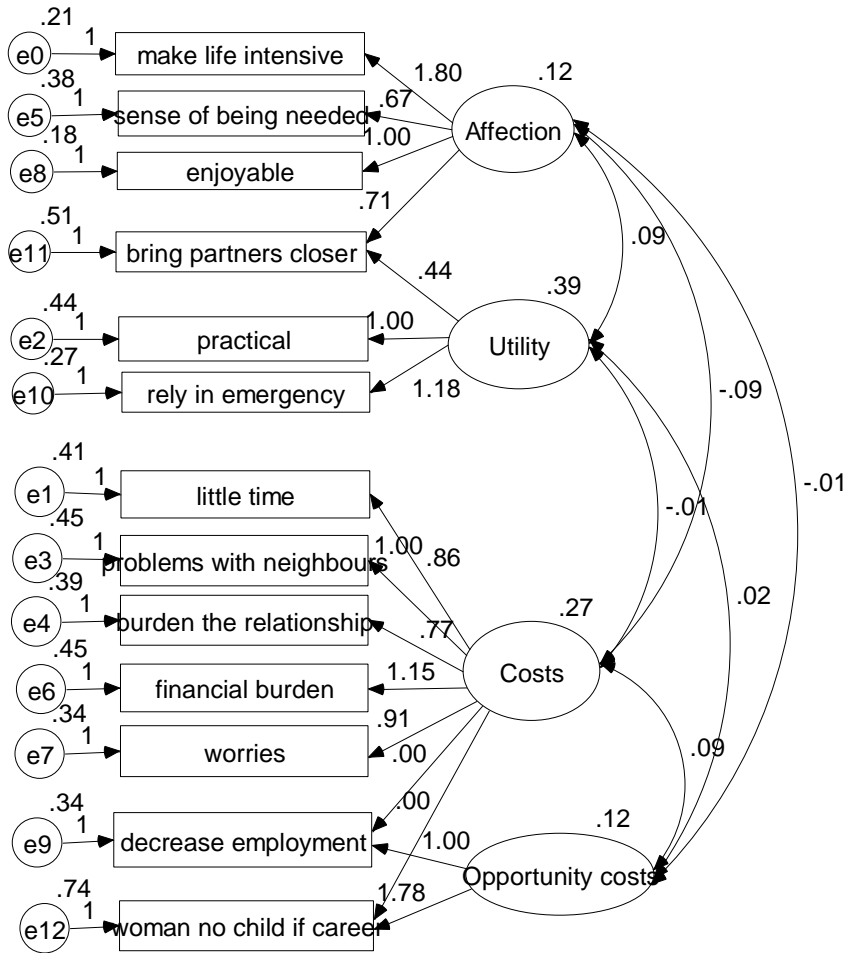 .21
1
e0
make life intensive
1.80
.12
.38
1
e5
sense of being needed
.67
Affection
.18
1
e8
enjoyable
1.00
.71
.51
1
e11
bring partners closer
.09
.44
.39
.44
1
e2
practical
1.00
Utility
.27
1
e10
rely in emergency
1.18
-.09
-.01
.41
1
e1
little time
-.01
.45
1
e3
problems with neighbours
1.00
.86
.39
1
e4
burden the relationship
.77
.27
.02
.45
1
e6
financial burden
1.15
Costs
.34
1
e7
worries
.91
.00
.09
.34
1
e9
decrease employment
.00
1.00
.12
Opportunity costs
.74
1
e12
woman no child if career
1.78